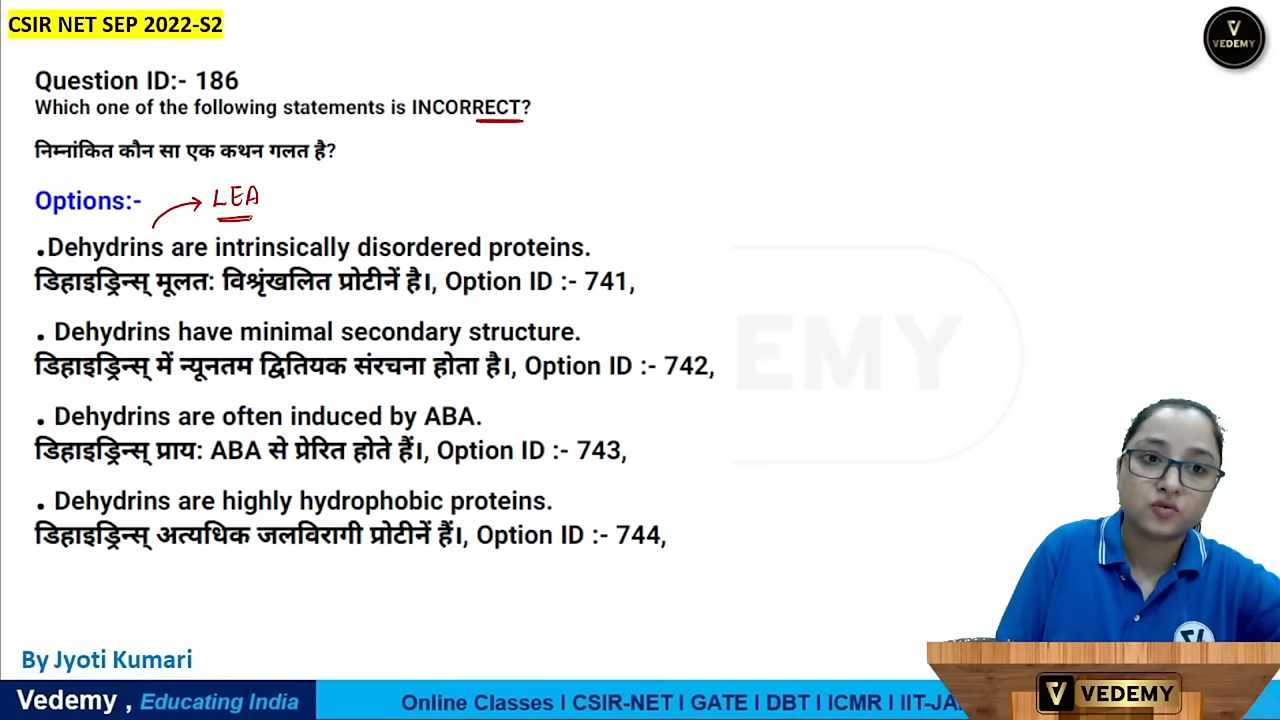 CSIR NET SEP 2022-S2
V
VEDEMY
Question ID:- 186
Which one of the following statements is INCORRECT?
निम्नांकित कौन सा एक कथन गलत है?
Options:-
LEA
.Dehydrins are intrinsically disordered proteins.
डिहाइड्रिन्स् मूलत: विश्रृंखलित प्रोटीनें है।, Option ID :- 741,
. Dehydrins have minimal secondary structure.
डिहाइड्रिन्स् में न्यूनतम द्वितियक संरचना होता है।, Option ID :- 742,
. Dehydrins are often induced by ABA.
डिहाइड्रिन्स् प्राय: ABA से प्रेरित होते हैं।, Option ID :- 743,
. Dehydrins are highly hydrophobic proteins.
डिहाइड्रिन्स् अत्यधिक जलविरागी प्रोटीनें हैं।, Option ID :- 744,
EMY
By Jyoti Kumari
V VEDEMY
Vedemy , Educating India
Online Classes I CSIR-NET I GATE I DBT I ICMR I IIT-JA